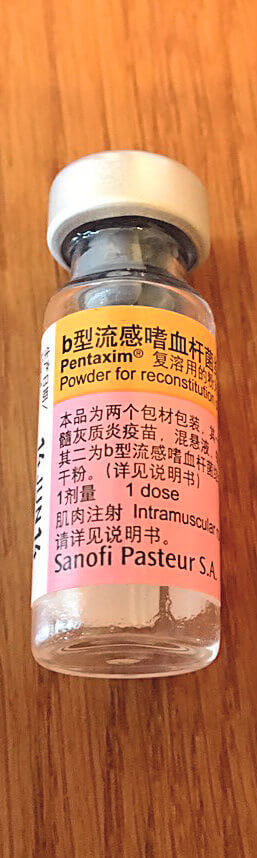 b型流感嗜血杆菌
Pentaxim® 复溶用的
Powder for reconstitution
本品为两个包材包装,其
髓灰质炎疫苗,混悬液,
其二为b型流感嗜血杆菌
干粉。(详见说明书)
1剂量 1 dose
肌肉注射 Intramuscular
请详见说明书。
Sanofi Pasteur S.A.